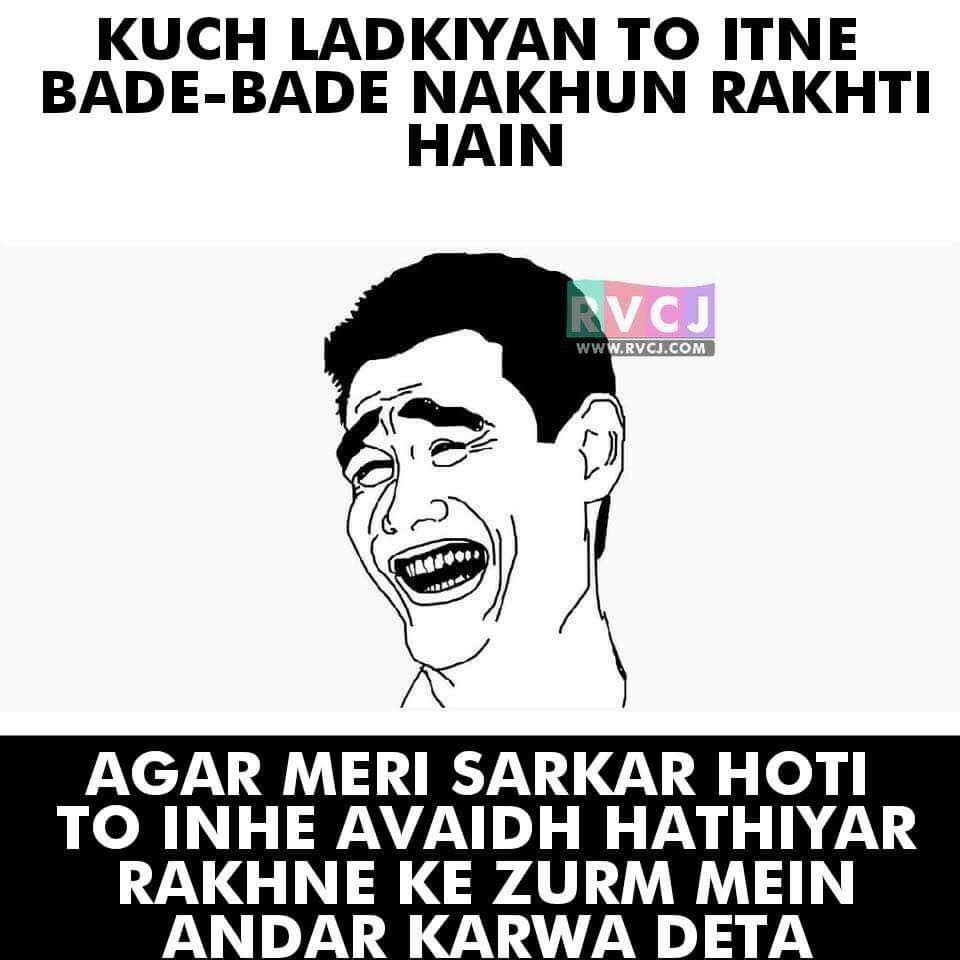 KUCH LADKIYAN TO ITNE
BADE-BADE NAKHUN RAKHTI
HAIN
RVCJ
WWW.RVCJ.COM
AGAR MERI SARKAR HOTI
TO INHE AVAIDH HATHIYAR
RAKHNE KE ZURM MEIN
ANDAR KARWA DETA